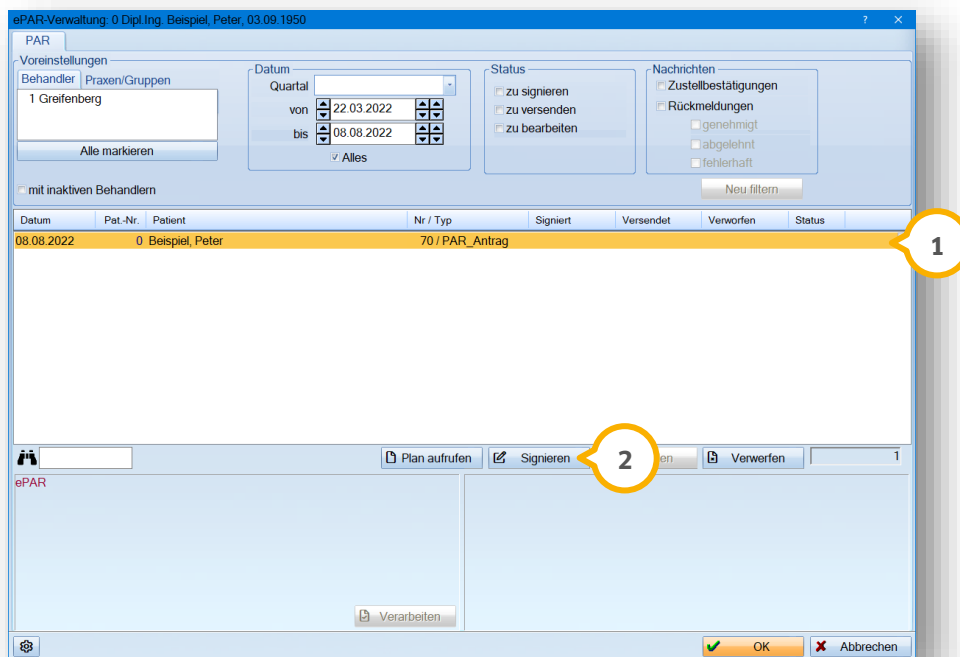 ePAR-Verwaltung: 0 Dipl.Ing. Beispiel, Peter, 03.09.1950 ?
PAR
Voreinstellungen
Behandler Praxen/Gruppen
1 Greifenberg
Alle markieren
mit inaktiven Behandlern
Datum
Quartal
von 22.03.2022
bis 08.08.2022
Alles
Status
zu signieren
zu versenden
zu bearbeiten
Nachrichten
Zustellbestätigungen
Rückmeldungen
genehmigt
abgelehnt
fehlerhaft
Neu filtern
Datum Pat.-Nr. Patient Nr / Typ Signiert Versendet Verworfen Status
08.08.2022 0 Beispiel, Peter 70 / PAR_Antrag
1
Plan aufrufen Signieren 2 en Verwerfen 1
ePAR
Verarbeiten
OK Abbrechen